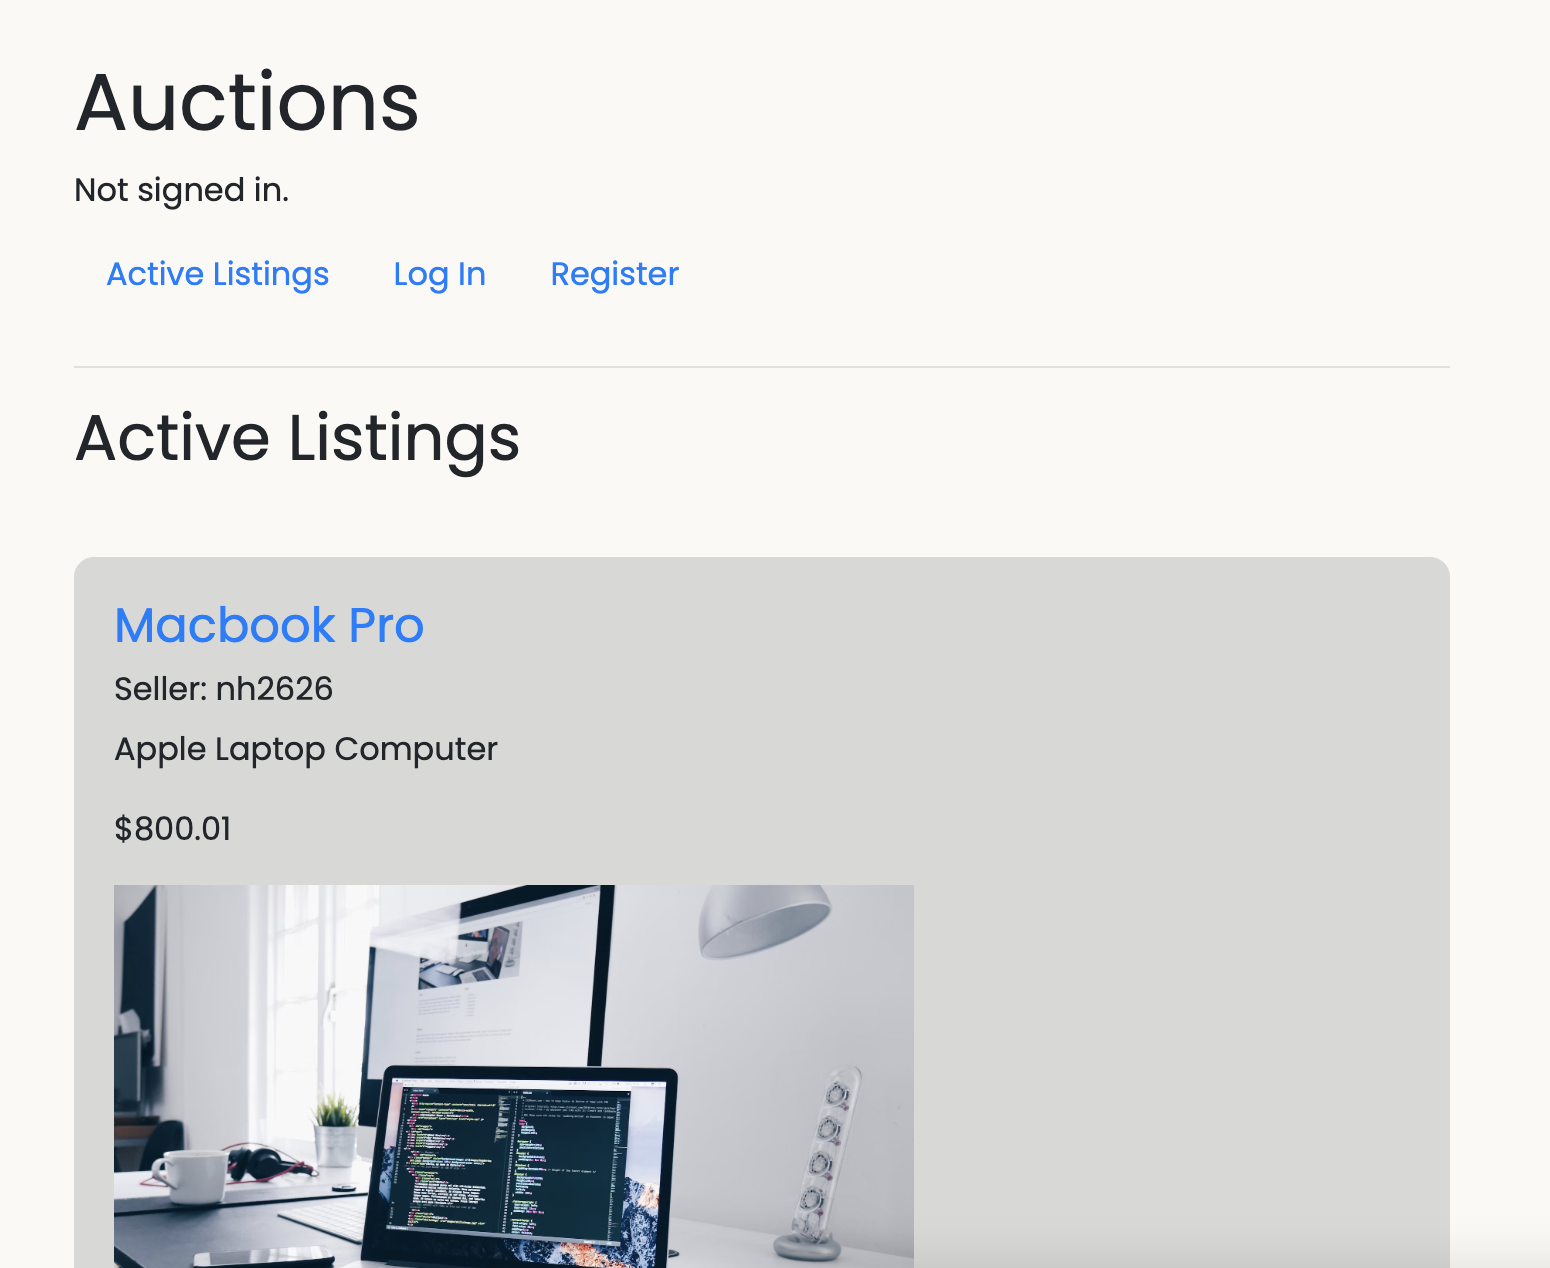 Auctions
Not signed in.
Active Listings Log In Register
Active Listings
Macbook Pro
Seller: nh2626
Apple Laptop Computer
$800.01